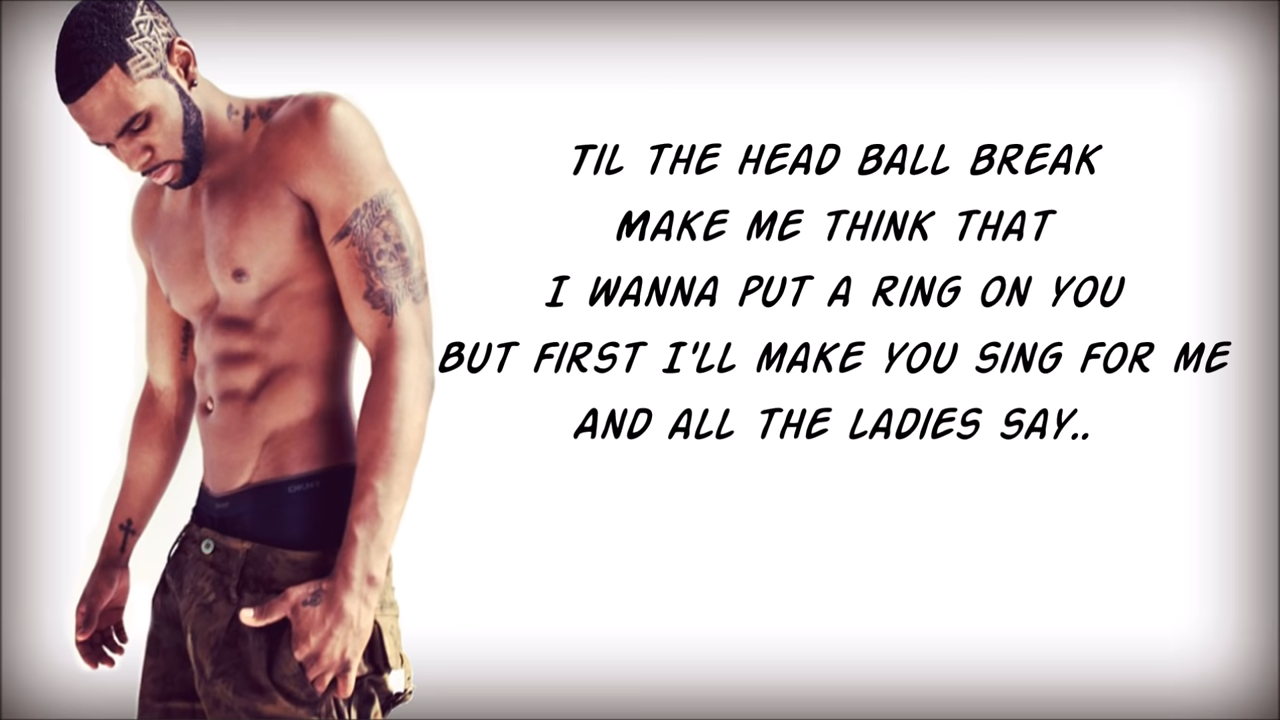 TIL THE HEAD BALL BREAK
MAKE ME THINK THAT
I WANNA PUT A RING ON YOU
BUT FIRST I'LL MAKE YOU SING FOR ME
AND ALL THE LADIES SAY..
DKNY